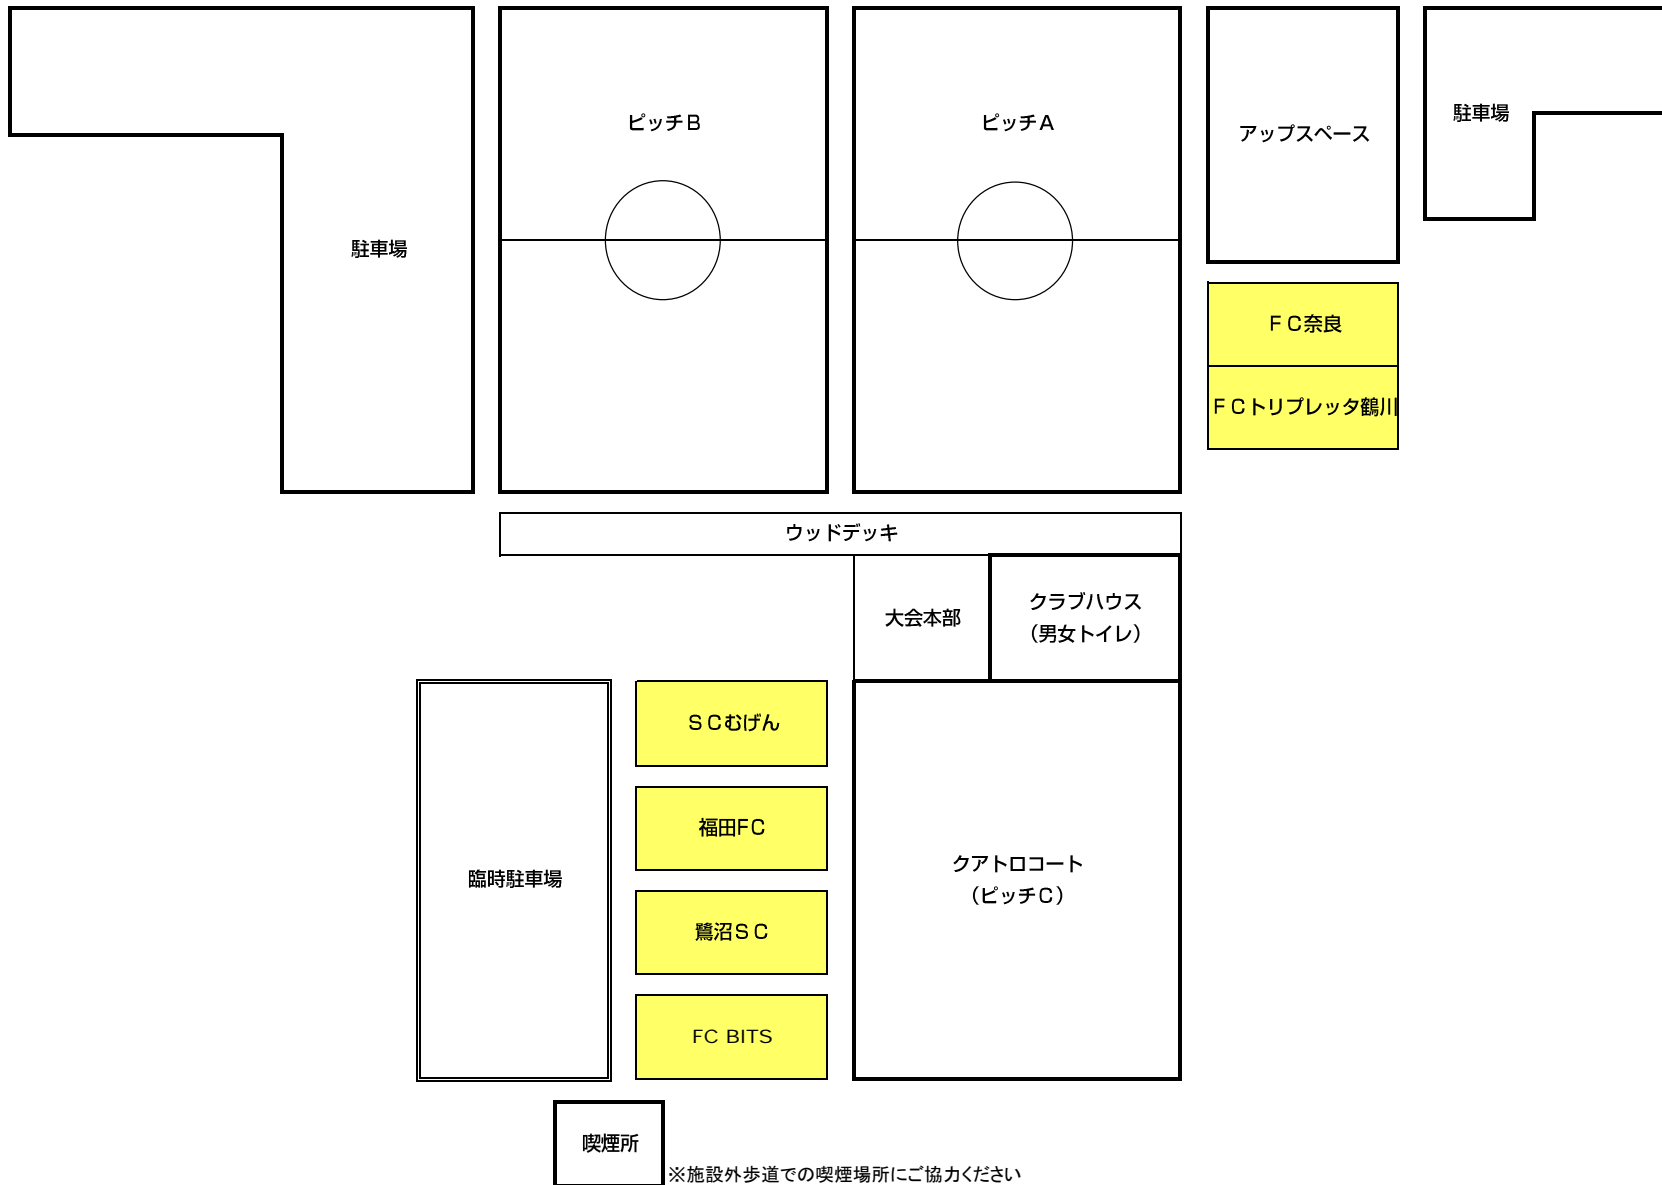 ピッチB
ピッチA
アップスペース
駐車場
駐車場
ＦＣ奈良
ＦＣトリプレッタ鶴川
ウッドデッキ
大会本部
クラブハウス
（男女トイレ）
ＳＣむげん
福田FC
臨時駐車場
クアトロコート
（ピッチC）
鷺沼ＳＣ
FC BITS
喫煙所
※施設外歩道での喫煙場所にご協力ください